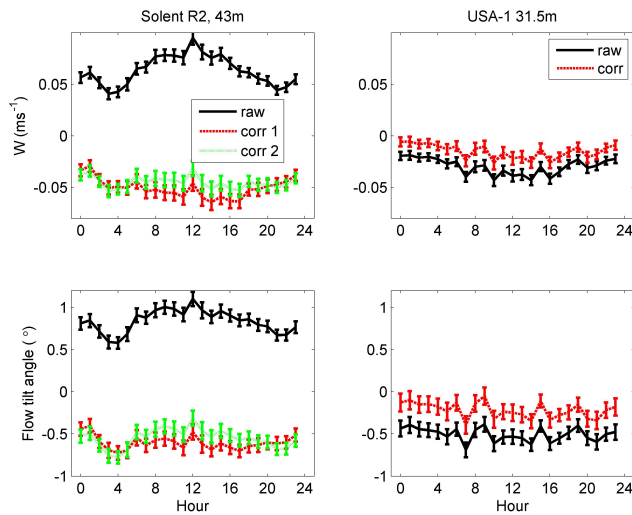 Solent R2, 43m
USA-1 31.5m
W (ms-1)
0.05
0
-0.05
raw
corr 1
corr 2
0 4 8 12 16 20 24
0.05
0
-0.05
raw
corr
0 4 8 12 16 20 24
Flow tilt angle (°)
1
0.5
0
-0.5
-1
0 4 8 12 16 20 24
Hour
1
0.5
0
-0.5
-1
0 4 8 12 16 20 24
Hour